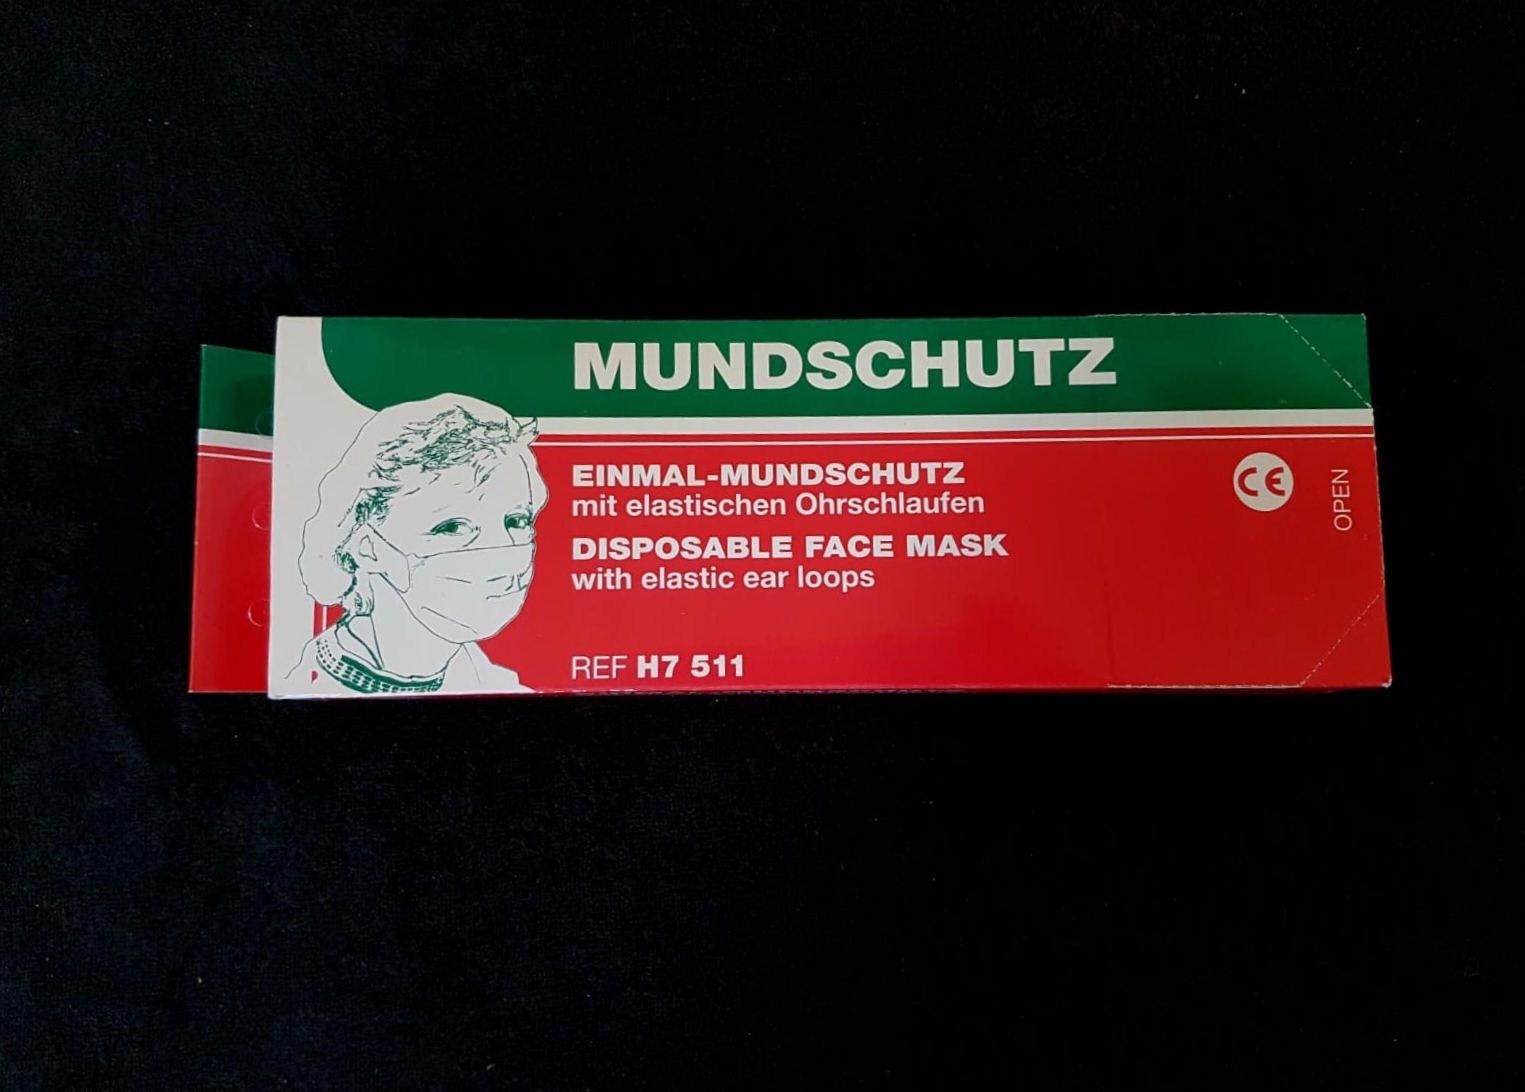 MUNDSCHUTZ
EINMAL-MUNDSCHUTZ
mit elastischen Ohrschlaufen
DISPOSABLE FACE MASK
with elastic ear loops
REF H7 511
CE
OPEN